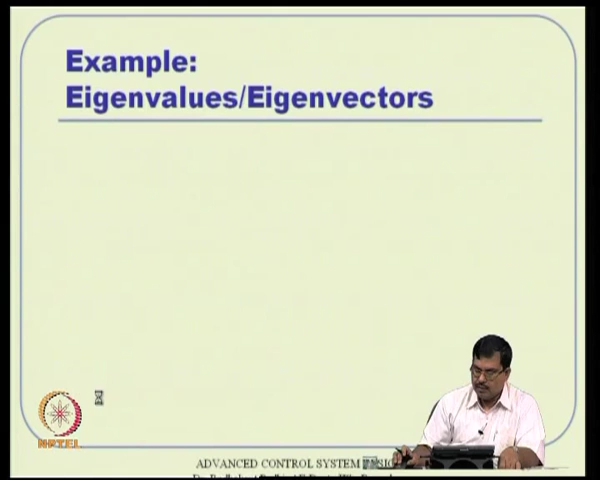 Example:
Eigenvalues/Eigenvectors
NPTEL
ADVANCED CONTROL SYSTEM